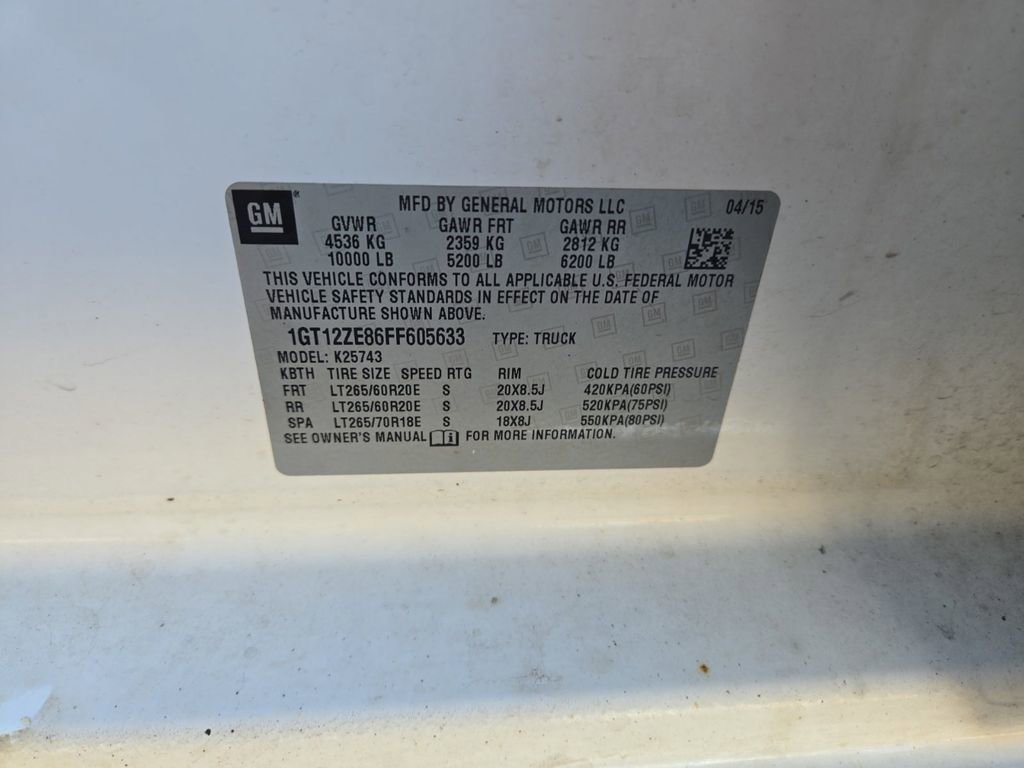 GM
MFD BY GENERAL MOTORS LLC 04/15
GVWR GAWR FRT GAWR RR
4536 KG 2359 KG 2812 KG
10000 LB 5200 LB 6200 LB
THIS VEHICLE CONFORMS TO ALL APPLICABLE U.S. FEDERAL MOTOR
VEHICLE SAFETY STANDARDS IN EFFECT ON THE DATE OF
MANUFACTURE SHOWN ABOVE.
1GT12ZE86FF605633 TYPE: TRUCK
MODEL: K25743
KBTH TIRE SIZE SPEED RTG RIM COLD TIRE PRESSURE
FRT LT265/60R20E S 20X8.5J 420KPA(60PSI)
RR LT265/60R20E S 20X8.5J 520KPA(75PSI)
SPA LT265/70R18E S 18X8J 550KPA(80PSI)
SEE OWNER'S MANUAL FOR MORE INFORMATION.